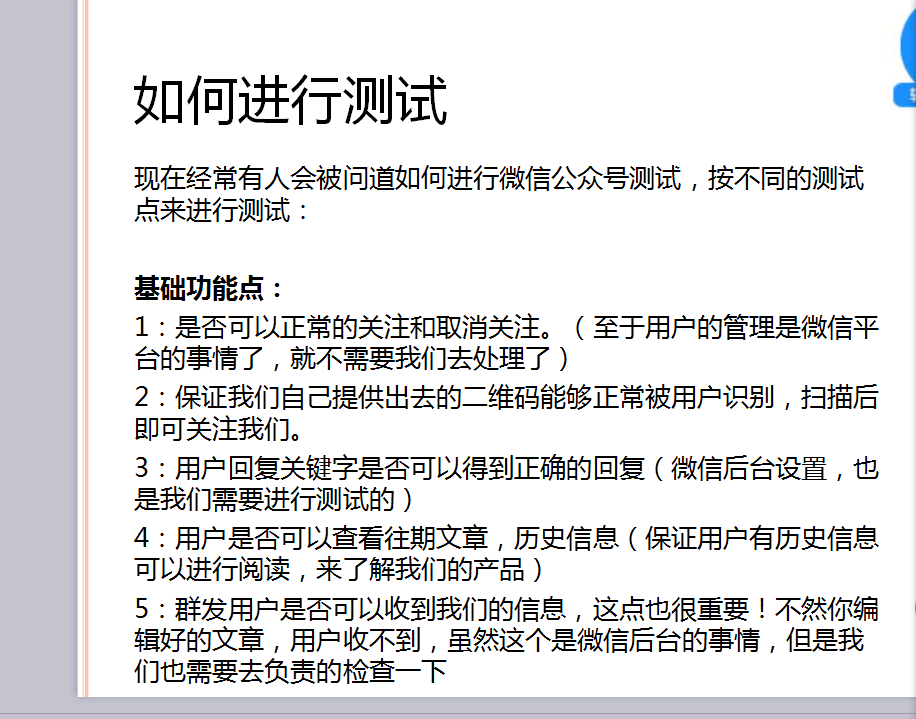 如何进行测试
现在经常有人会被问道如何进行微信公众号测试，按不同的测试
点来进行测试：
基础功能点：
1：是否可以正常的关注和取消关注。（至于用户的管理是微信平
台的事情了，就不需要我们去处理了）
2：保证我们自己提供出去的二维码能够正常被用户识别，扫描后
即可关注我们。
3：用户回复关键字是否可以得到正确的回复（微信后台设置，也
是我们需要进行测试的）
4：用户是否可以查看往期文章，历史信息（保证用户有历史信息
可以进行阅读，来了解我们的产品）
5：群发用户是否可以收到我们的信息，这点也很重要！不然你编
辑好的文章，用户收不到，虽然这个是微信后台的事情，但是我
们也需要去负责的检查一下